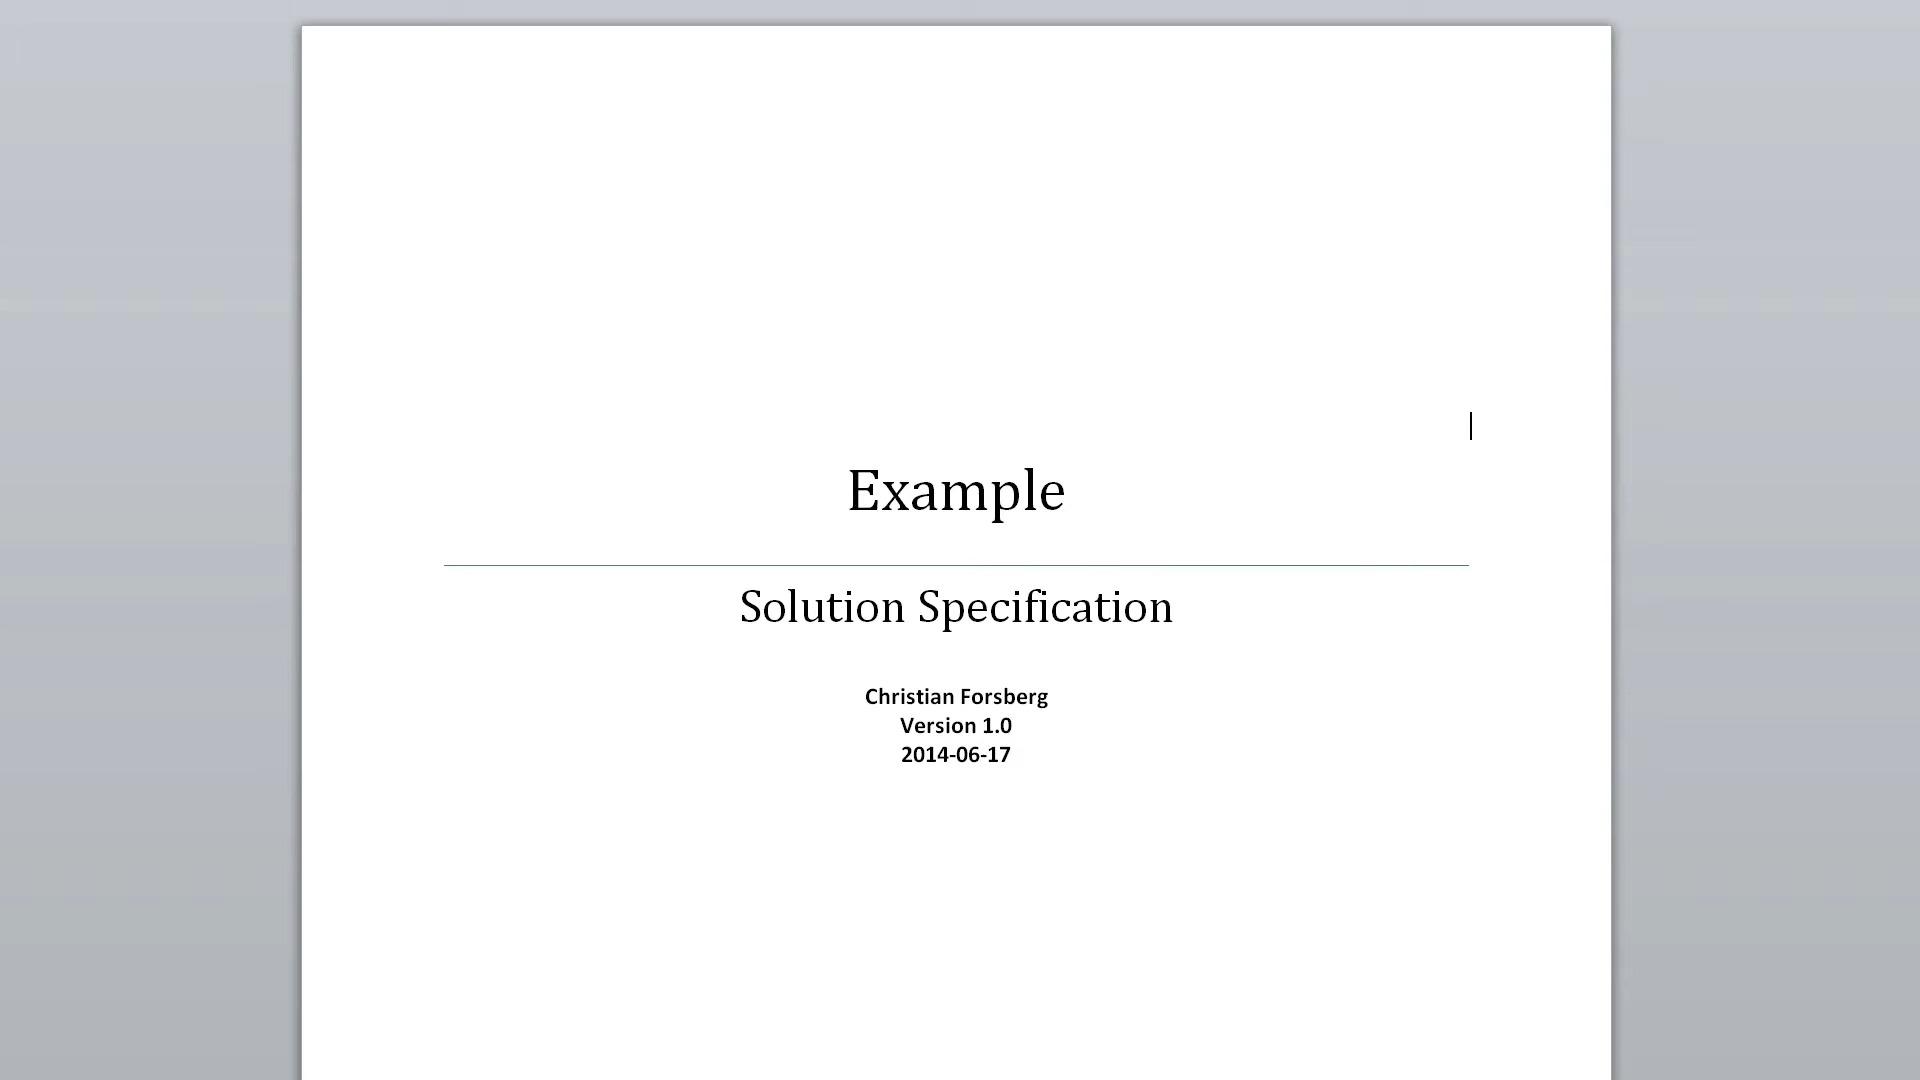 Example
Solution Specification
Christian Forsberg
Version 1.0
2014-06-17